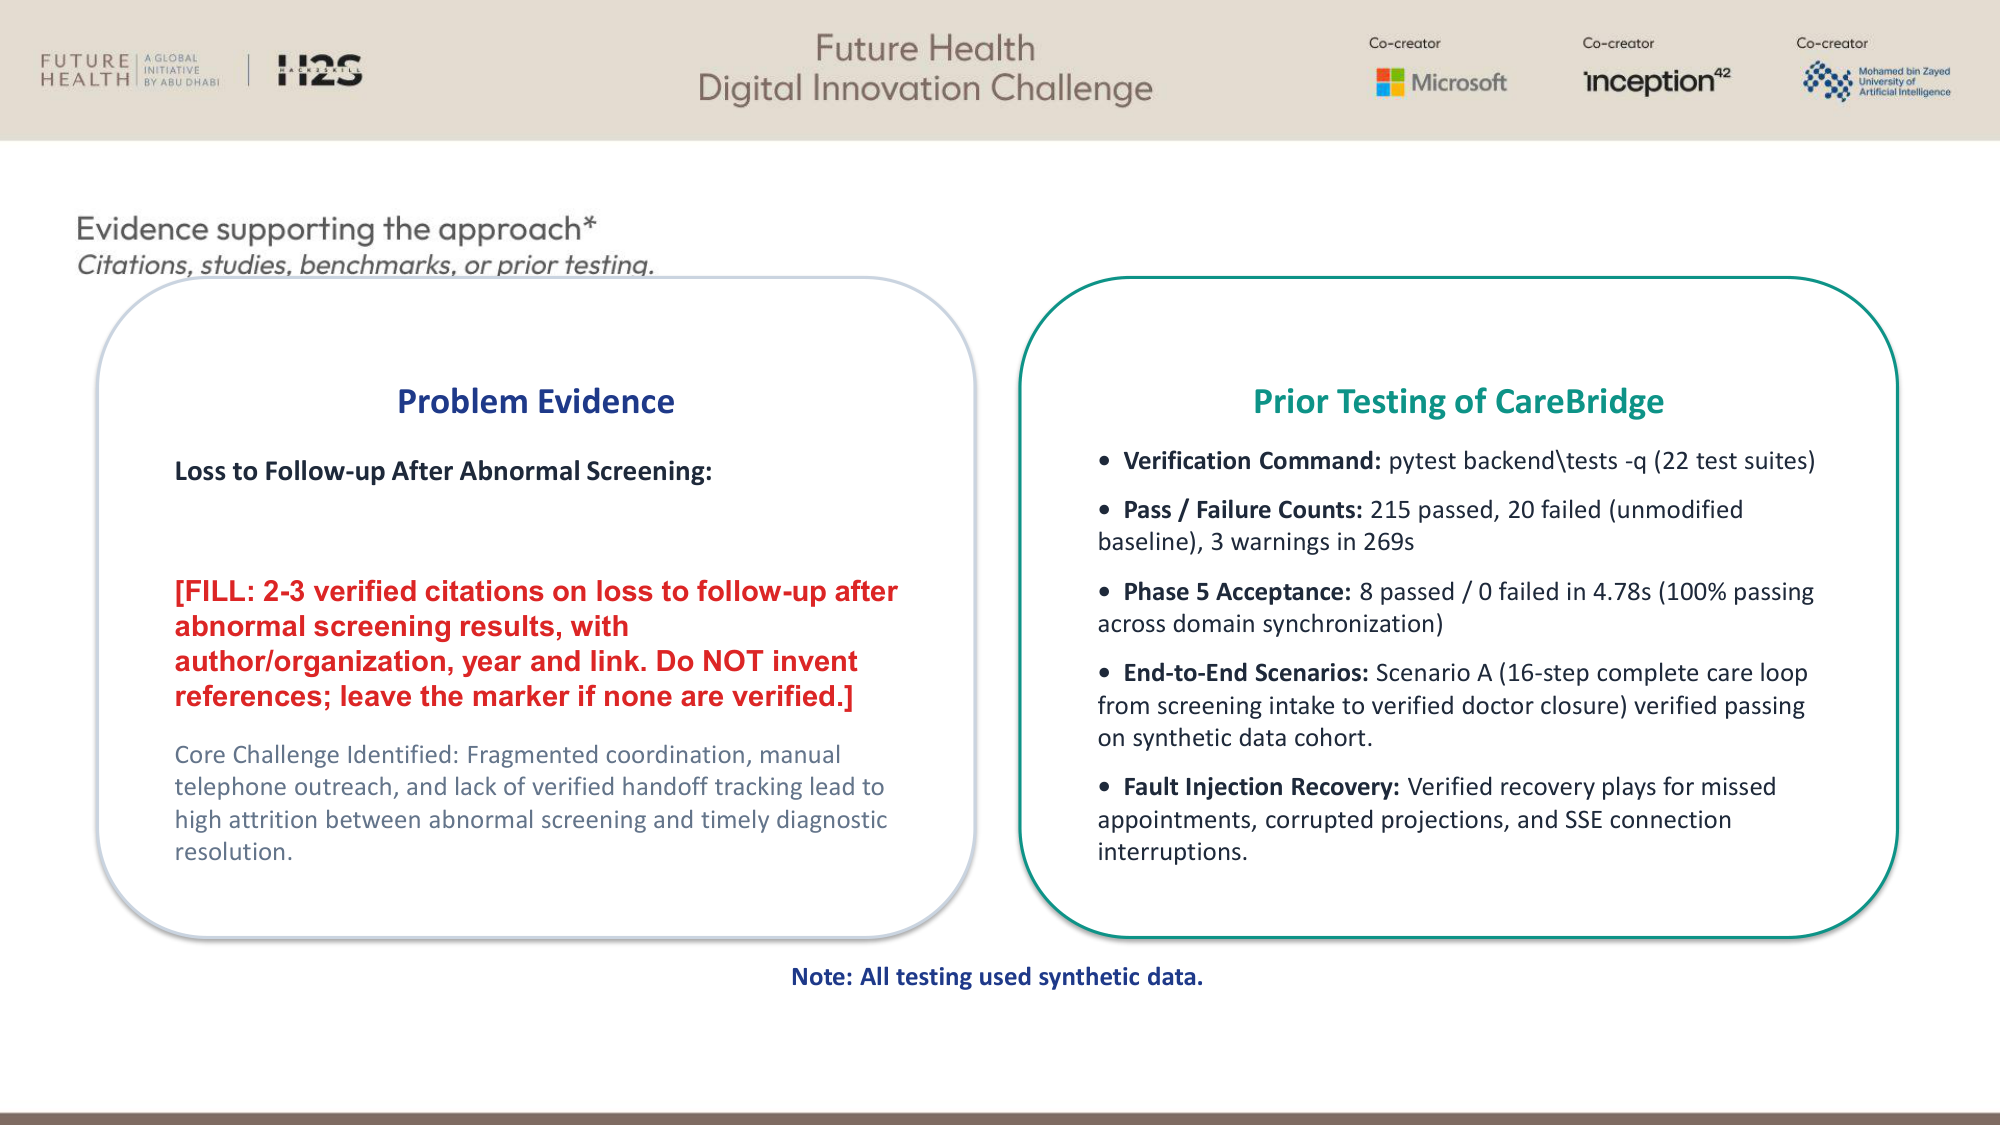 FUTURE HEALTH
A GLOBAL INITIATIVE BY ABU DHABI
H2S
HACK2SKILL
Future Health
Digital Innovation Challenge
Co-creator
Microsoft
Co-creator
inception42
Co-creator
Mohamed bin Zayed
University of
Artificial Intelligence
Evidence supporting the approach*
Citations, studies, benchmarks, or prior testing.
Problem Evidence
Loss to Follow-up After Abnormal Screening:
[FILL: 2-3 verified citations on loss to follow-up after
abnormal screening results, with
author/organization, year and link. Do NOT invent
references; leave the marker if none are verified.]
Core Challenge Identified: Fragmented coordination, manual
telephone outreach, and lack of verified handoff tracking lead to
high attrition between abnormal screening and timely diagnostic
resolution.
Prior Testing of CareBridge
• Verification Command: pytest backend\tests -q (22 test suites)
• Pass / Failure Counts: 215 passed, 20 failed (unmodified
baseline), 3 warnings in 269s
• Phase 5 Acceptance: 8 passed / 0 failed in 4.78s (100% passing
across domain synchronization)
• End-to-End Scenarios: Scenario A (16-step complete care loop
from screening intake to verified doctor closure) verified passing
on synthetic data cohort.
• Fault Injection Recovery: Verified recovery plays for missed
appointments, corrupted projections, and SSE connection
interruptions.
Note: All testing used synthetic data.